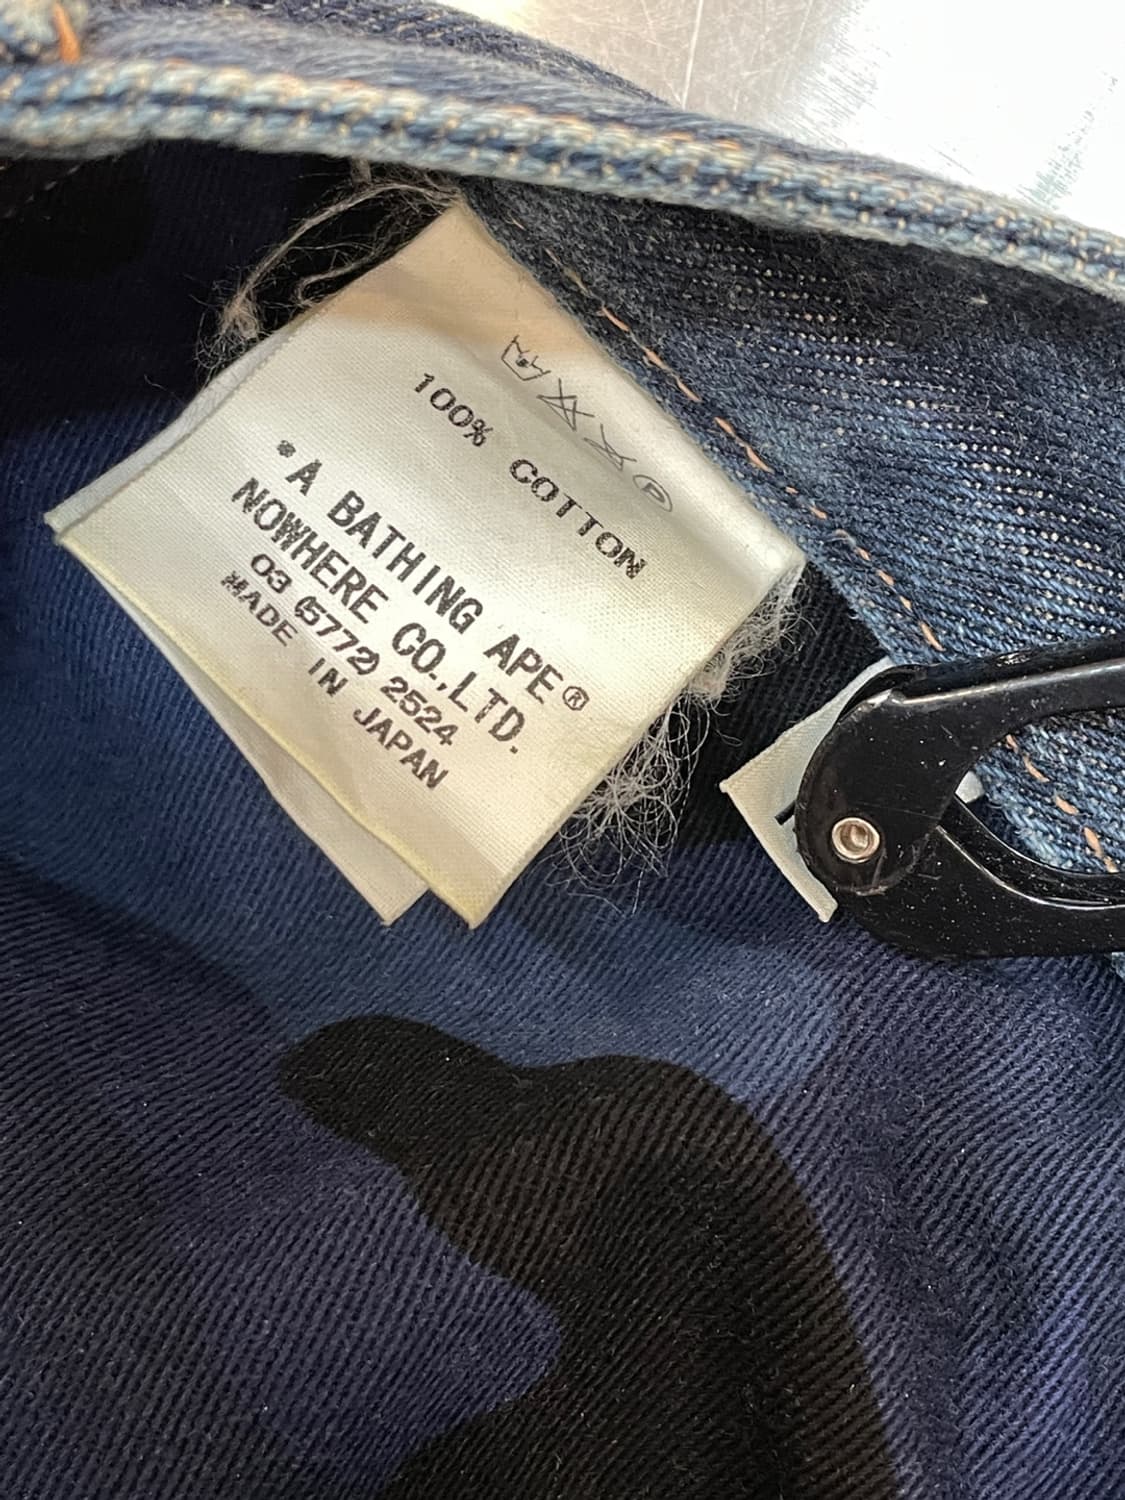 100% COTTON
*A BATHING APE®
NOWHERE CO.,LTD.
03 (5772) 2524
MADE IN JAPAN